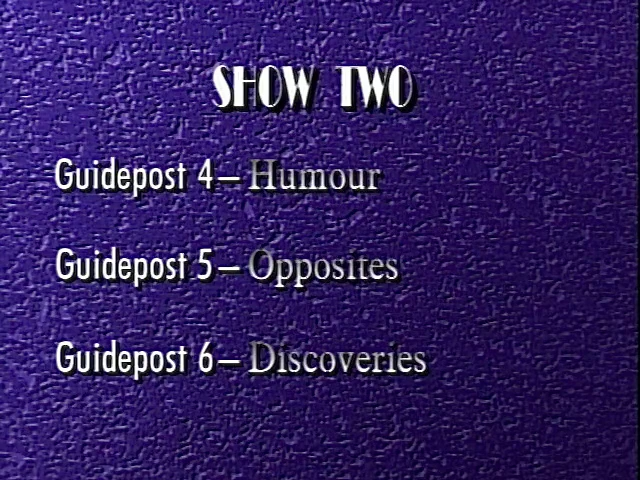 SHOW TWO
Guidepost 4 – Humour
Guidepost 5 – Opposites
Guidepost 6 – Discoveries